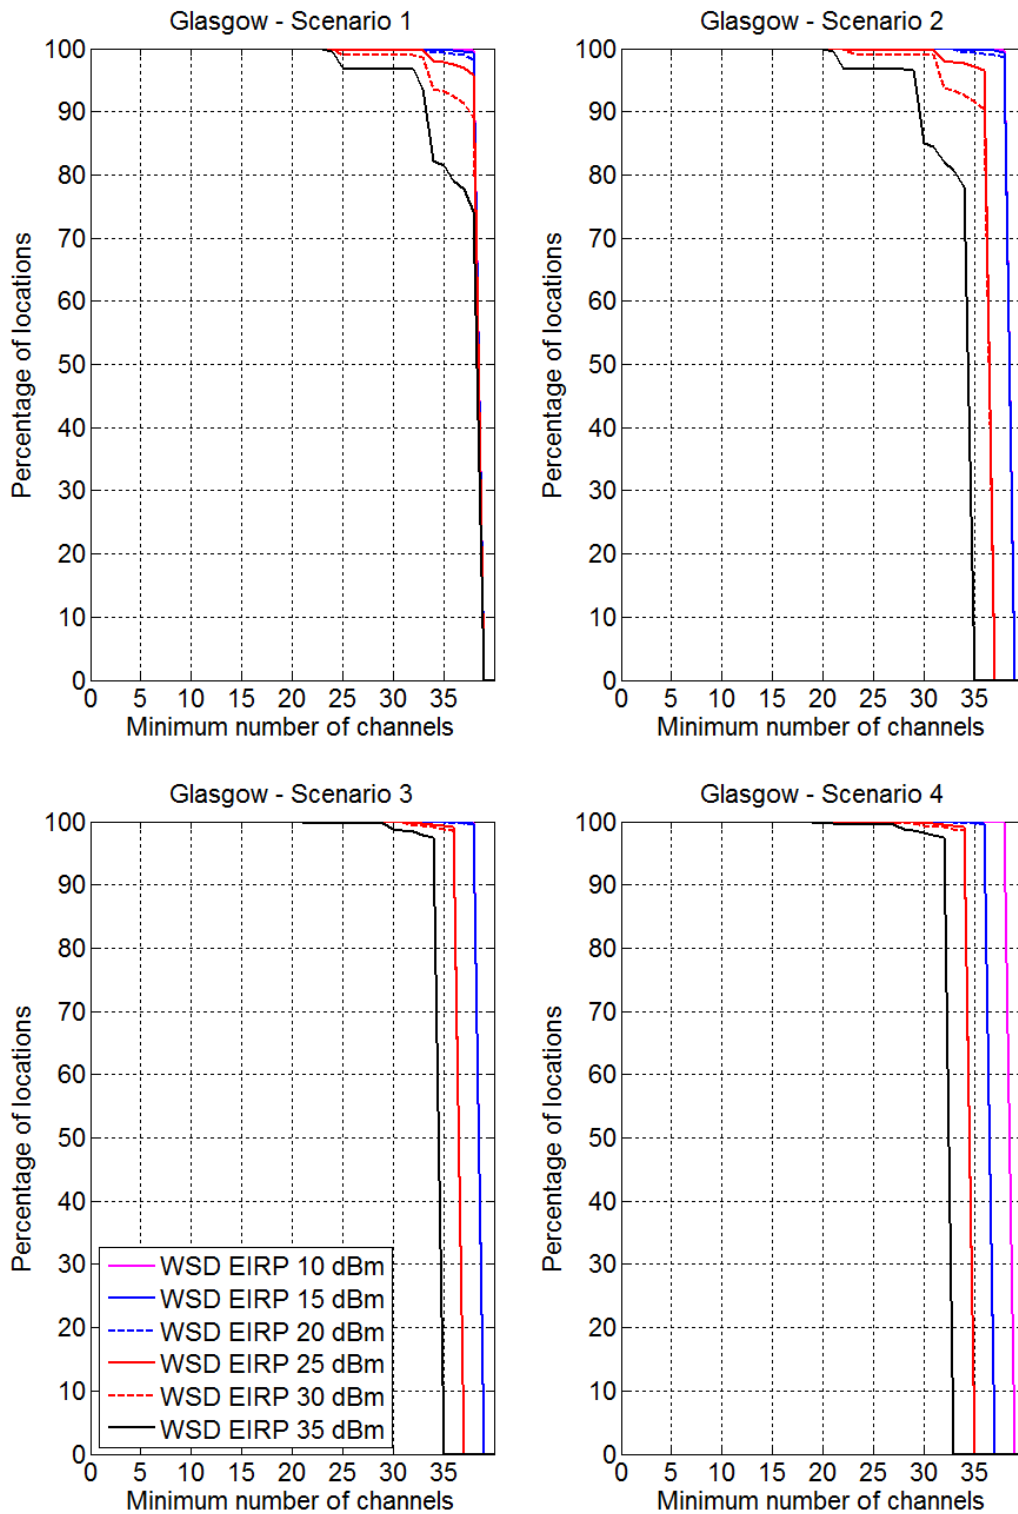 Glasgow - Scenario 1
100
90
80
70
60
50
40
30
20
10
0
Percentage of locations
0 5 10 15 20 25 30 35
Minimum number of channels
Glasgow - Scenario 2
100
90
80
70
60
50
40
30
20
10
0
Percentage of locations
0 5 10 15 20 25 30 35
Minimum number of channels
Glasgow - Scenario 3
100
90
80
70
60
50
40
30
20
10
0
Percentage of locations
WSD EIRP 10 dBm
WSD EIRP 15 dBm
WSD EIRP 20 dBm
WSD EIRP 25 dBm
WSD EIRP 30 dBm
WSD EIRP 35 dBm
0 5 10 15 20 25 30 35
Minimum number of channels
Glasgow - Scenario 4
100
90
80
70
60
50
40
30
20
10
0
Percentage of locations
0 5 10 15 20 25 30 35
Minimum number of channels